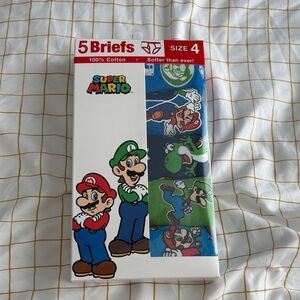 5 Briefs SIZE 4
100% Cotton • Softer than ever!
SUPER
MARIO